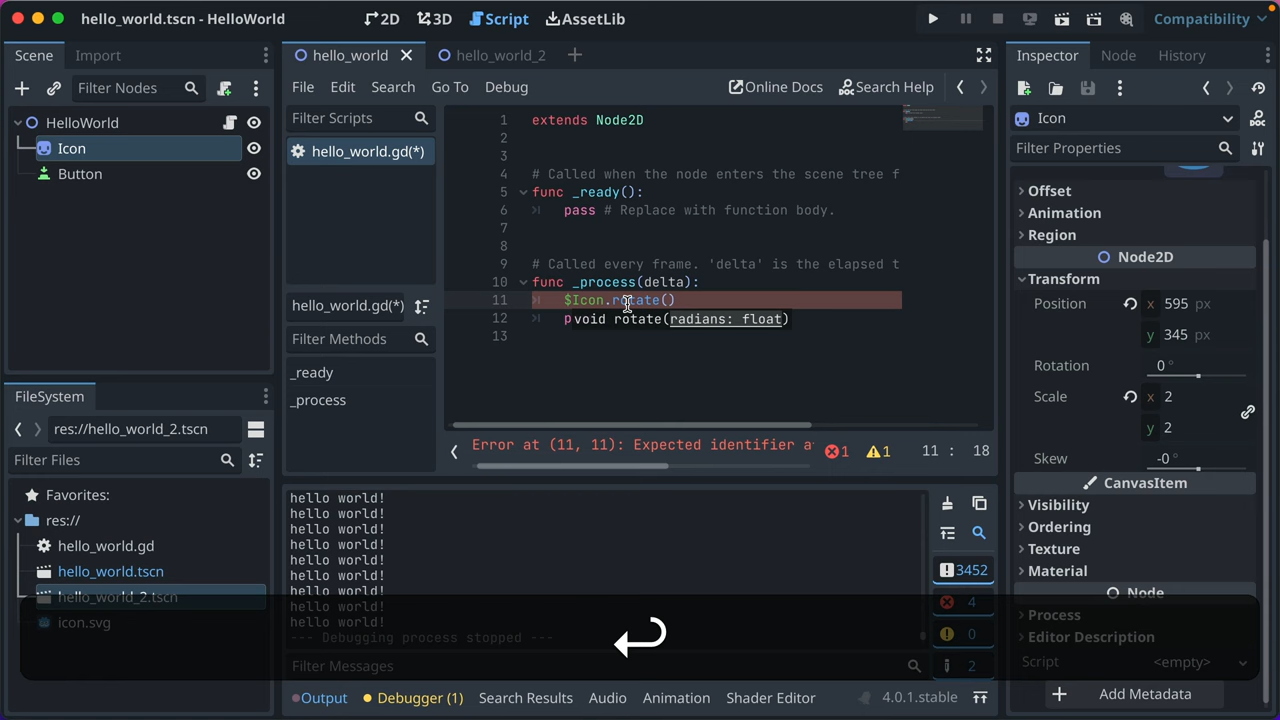 hello_world.tscn - HelloWorld
2D
3D
Script
AssetLib
Compatibility
Scene
Import
Filter Nodes
HelloWorld
Icon
Button
FileSystem
res://hello_world_2.tscn
Filter Files
Favorites:
res://
hello_world.gd
hello_world.tscn
hello_world_2.tscn
icon.svg
hello_world
hello_world_2
File
Edit
Search
Go To
Debug
Online Docs
Search Help
Filter Scripts
hello_world.gd(*)
hello_world.gd(*)
Filter Methods
_ready
_process
1 extends Node2D
2
3
4 # Called when the node enters the scene tree f
5 func _ready():
6 pass # Replace with function body.
7
8
9 # Called every frame. 'delta' is the elapsed t
10 func _process(delta):
11 $Icon.rotate()
12 p
void rotate(radians: float)
13
Error at (11, 11): Expected identifier a
1
1
11 : 18
hello world!
hello world!
hello world!
hello world!
hello world!
hello world!
hello world!
hello world!
hello world!
--- Debugging process stopped ---
Filter Messages
3452
4
0
2
Output
Debugger (1)
Search Results
Audio
Animation
Shader Editor
4.0.1.stable
Inspector
Node
History
Icon
Filter Properties
Offset
Animation
Region
Node2D
Transform
Position
x 595 px
y 345 px
Rotation
0 °
Scale
x 2
y 2
Skew
-0 °
CanvasItem
Visibility
Ordering
Texture
Material
Node
Process
Editor Description
Script
<empty>
Add Metadata